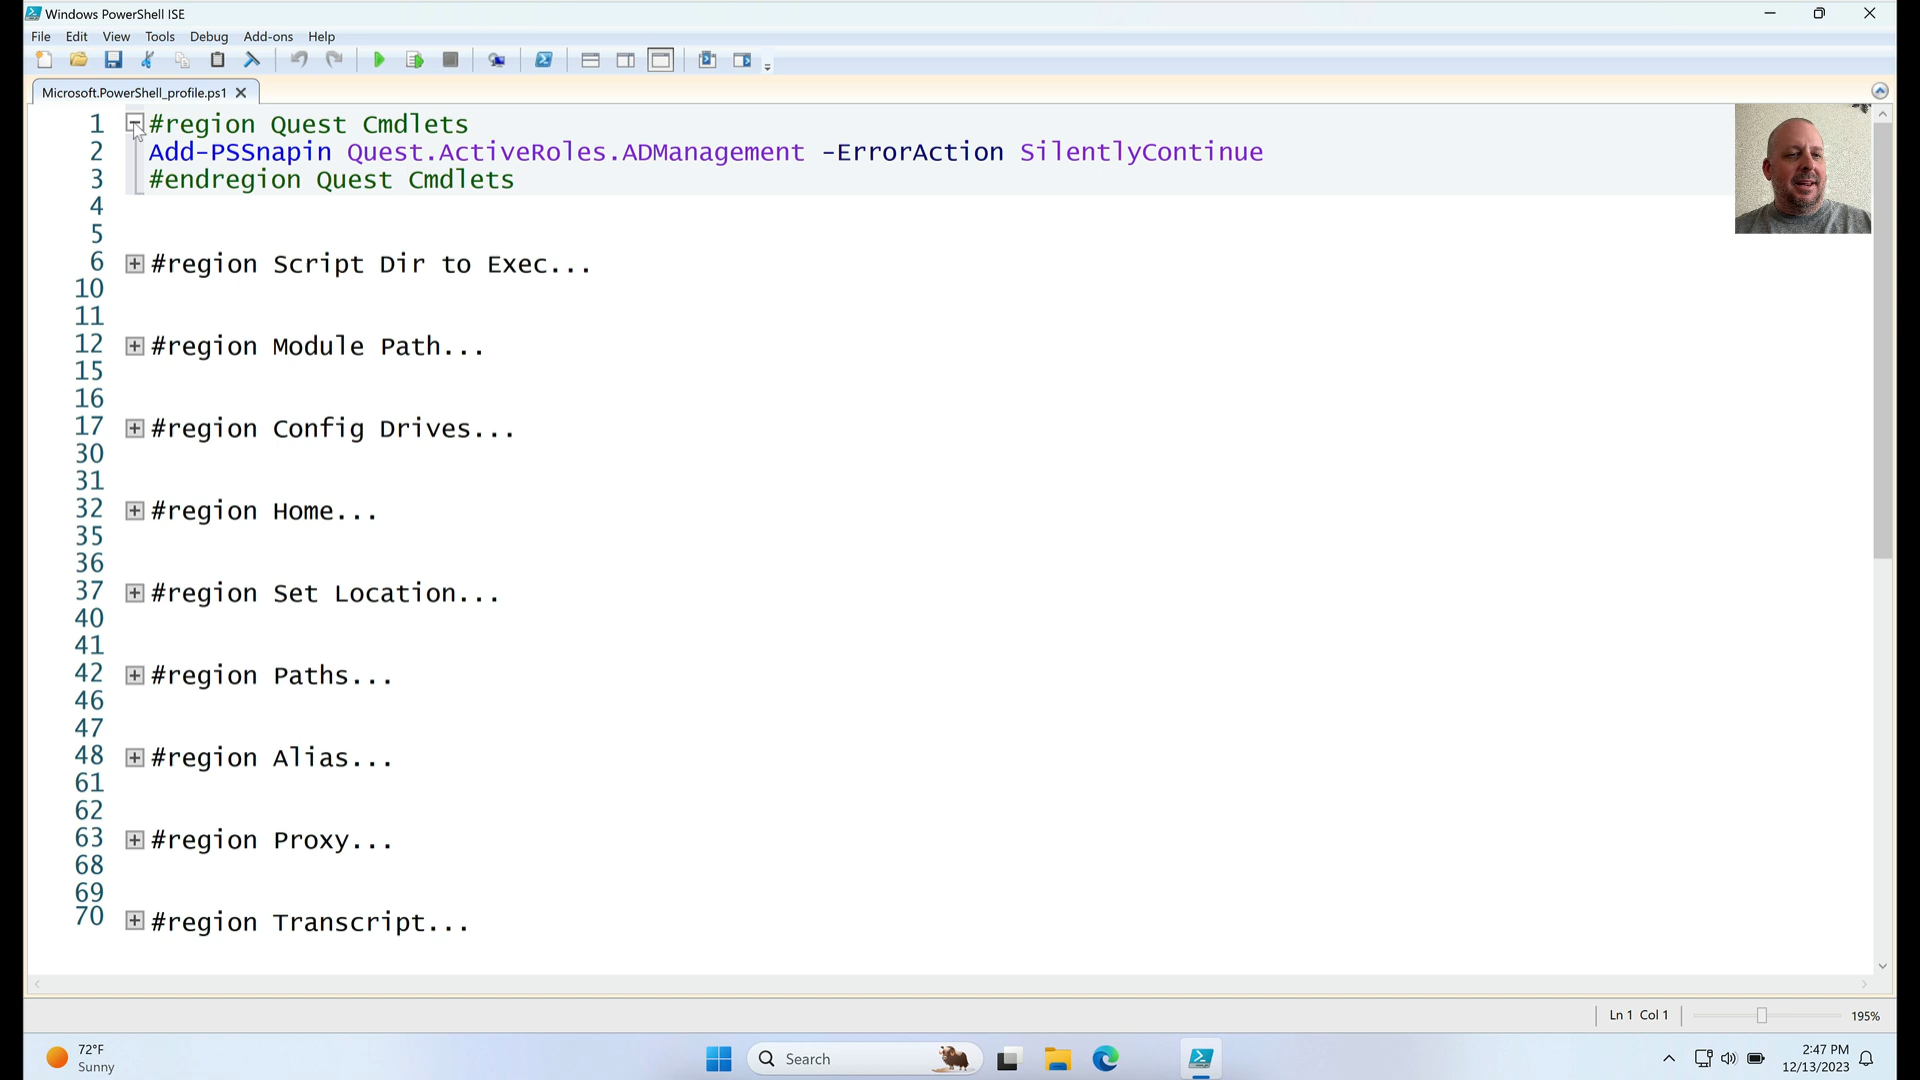 Windows PowerShell ISE
File Edit View Tools Debug Add-ons Help
Microsoft.PowerShell_profile.ps1
1 #region Quest Cmdlets
2 Add-PSSnapin Quest.ActiveRoles.ADManagement -ErrorAction SilentlyContinue
3 #endregion Quest Cmdlets
4
5
6 #region Script Dir to Exec...
10
11
12 #region Module Path...
15
16
17 #region Config Drives...
30
31
32 #region Home...
35
36
37 #region Set Location...
40
41
42 #region Paths...
46
47
48 #region Alias...
61
62
63 #region Proxy...
68
69
70 #region Transcript...
Ln 1 Col 1
195%
72°F
Sunny
Search
2:47 PM
12/13/2023